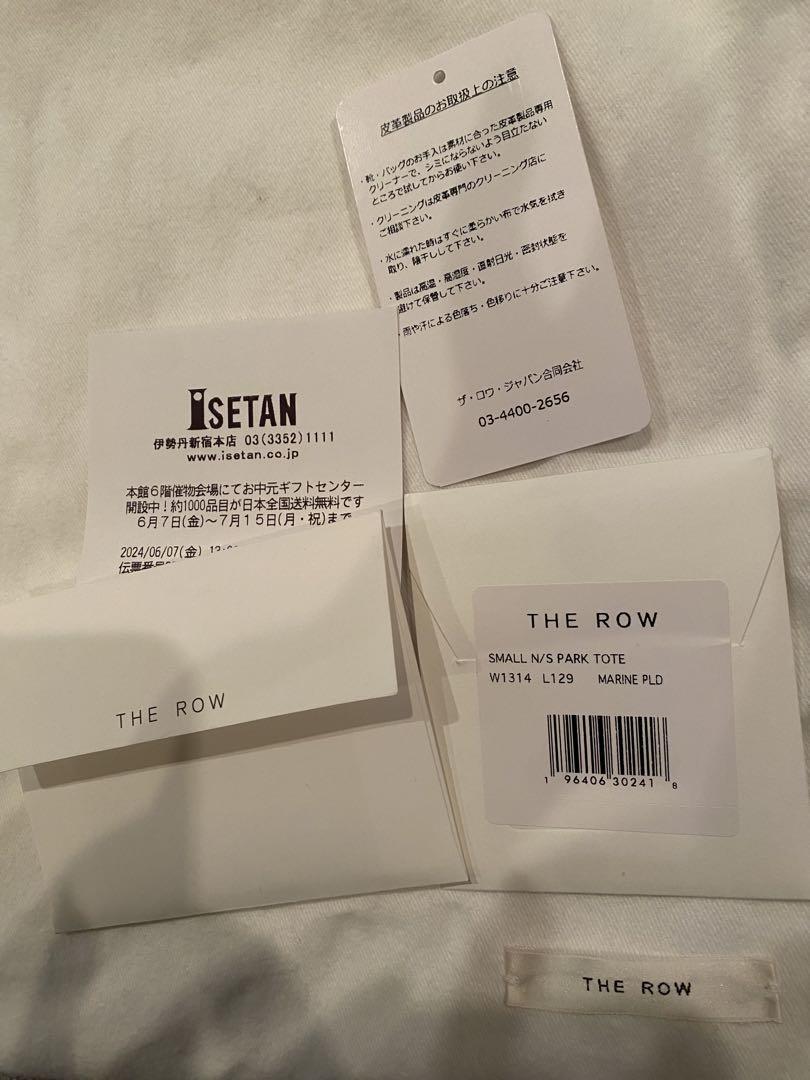 皮革製品のお取扱上の注意
・靴・バッグのお手入は素材に合った皮革製品専用
クリーナーで、シミにならないよう目立たない
ところで試してからお使い下さい。
・クリーニングは皮革専門のクリーニング店に
ご相談下さい。
・水に濡れた時はすぐに柔らかい布で水気を拭き
取り、陰干しして下さい。
・製品は高温・高湿度・直射日光・密封状態を
避けて保管して下さい。
・雨や汗による色落ち・色移りに十分ご注意下さい。
ザ・ロウ・ジャパン合同会社
03-4400-2656
ISETAN
伊勢丹新宿本店 03(3352)1111
www.isetan.co.jp
本館6階催物会場にてお中元ギフトセンター
開設中！約1000品目が日本全国送料無料です
6月7日(金)～7月15日(月・祝)まで
2024/06/07(金)
伝票番号
THE ROW
THE ROW
SMALL N/S PARK TOTE
W1314 L129 MARINE PLD
1 96406 30241 8
THE ROW